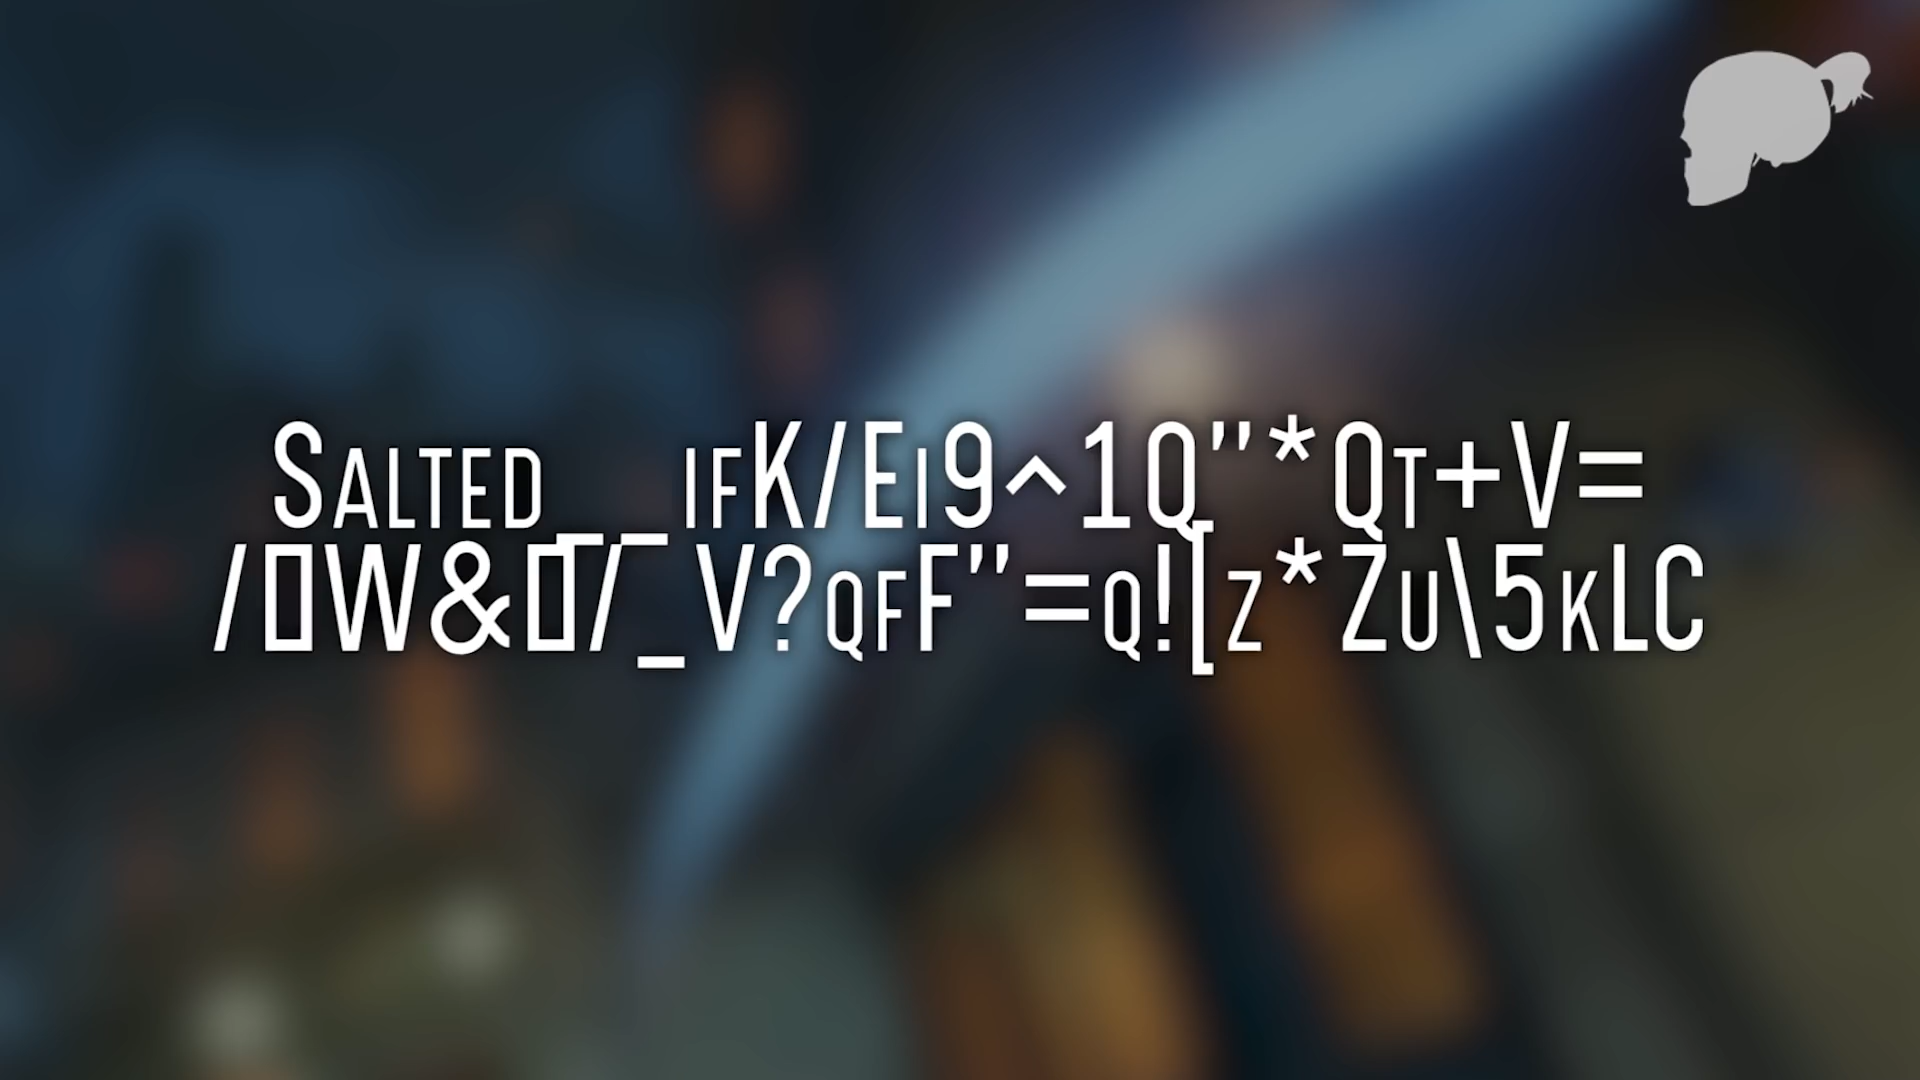 Salted__ifK/Ei9^1Q"*Qt+V=
/▯W&▯T/_V?qfF"=q![z*Zu\5kLC